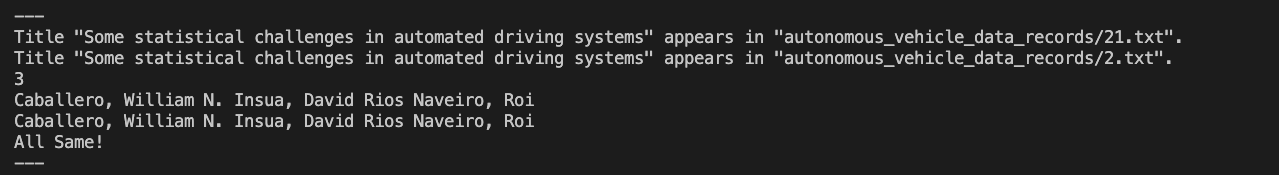 ———
Title "Some statistical challenges in automated driving systems" appears in "autonomous_vehicle_data_records/21.txt".
Title "Some statistical challenges in automated driving systems" appears in "autonomous_vehicle_data_records/2.txt".
3
Caballero, William N. Insua, David Rios Naveiro, Roi
Caballero, William N. Insua, David Rios Naveiro, Roi
All Same!
———